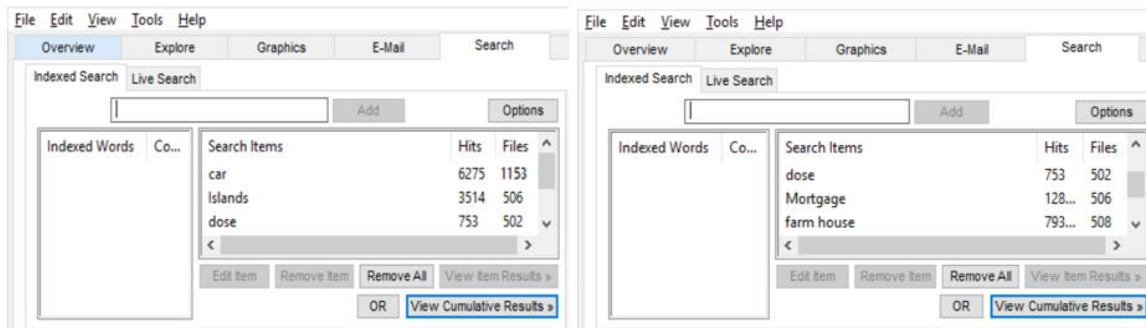 File Edit View Tools Help
Overview Explore Graphics E-Mail Search
Indexed Search Live Search
Add Options
Indexed Words Co... Search Items Hits Files
car 6275 1153
Islands 3514 506
dose 753 502
Edit Item Remove Item Remove All View Item Results »
OR View Cumulative Results »
File Edit View Tools Help
Overview Explore Graphics E-Mail Search
Indexed Search Live Search
Add Options
Indexed Words Co... Search Items Hits Files
dose 753 502
Mortgage 128... 506
farm house 793... 508
Edit Item Remove Item Remove All View Item Results »
OR View Cumulative Results »